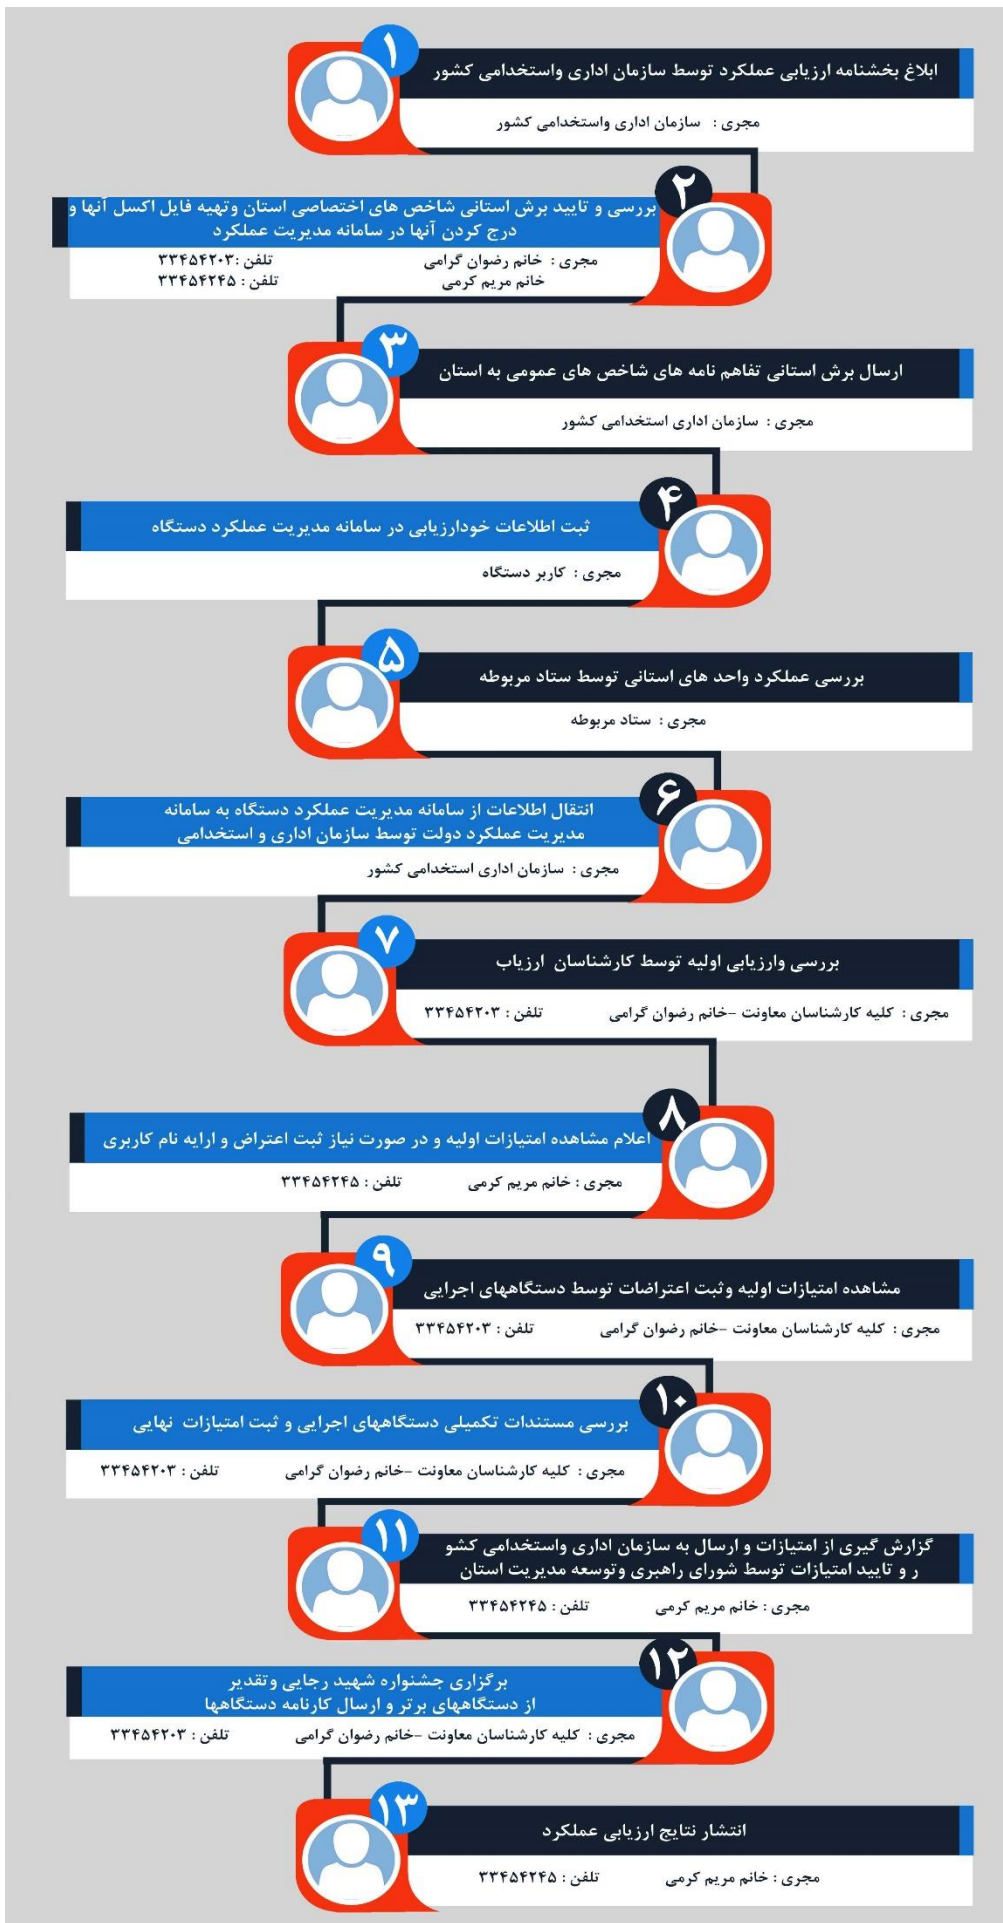 ۱
ابلاغ بخشنامه ارزیابی عملکرد توسط سازمان اداری واستخدامی کشور
مجری : سازمان اداری واستخدامی کشور
۲
بررسی و تایید برش استانی شاخص های اختصاصی استان وتهیه فایل اکسل آنها و
درج کردن آنها در سامانه مدیریت عملکرد
مجری : خانم رضوان گرامی تلفن :۳۳۴۵۴۲۰۳
خانم مریم کرمی تلفن : ۳۳۴۵۴۲۴۵
۳
ارسال برش استانی تفاهم نامه های شاخص های عمومی به استان
مجری : سازمان اداری استخدامی کشور
۴
ثبت اطلاعات خودارزیابی در سامانه مدیریت عملکرد دستگاه
مجری : کاربر دستگاه
۵
بررسی عملکرد واحد های استانی توسط ستاد مربوطه
مجری : ستاد مربوطه
۶
انتقال اطلاعات از سامانه مدیریت عملکرد دستگاه به سامانه
مدیریت عملکرد دولت توسط سازمان اداری و استخدامی
مجری : سازمان اداری استخدامی کشور
۷
بررسی وارزیابی اولیه توسط کارشناسان ارزیاب
مجری : کلیه کارشناسان معاونت -خانم رضوان گرامی تلفن : ۳۳۴۵۴۲۰۳
۸
اعلام مشاهده امتیازات اولیه و در صورت نیاز ثبت اعتراض و ارایه نام کاربری
مجری : خانم مریم کرمی تلفن : ۳۳۴۵۴۲۴۵
۹
مشاهده امتیازات اولیه وثبت اعتراضات توسط دستگاههای اجرایی
مجری : کلیه کارشناسان معاونت -خانم رضوان گرامی تلفن : ۳۳۴۵۴۲۰۳
۱۰
بررسی مستندات تکمیلی دستگاههای اجرایی و ثبت امتیازات نهایی
مجری : کلیه کارشناسان معاونت -خانم رضوان گرامی تلفن : ۳۳۴۵۴۲۰۳
۱۱
گزارش گیری از امتیازات و ارسال به سازمان اداری واستخدامی کشو
ر و تایید امتیازات توسط شورای راهبری وتوسعه مدیریت استان
مجری : خانم مریم کرمی تلفن : ۳۳۴۵۴۲۴۵
۱۲
برگزاری جشنواره شهید رجایی وتقدیر
از دستگاههای برتر و ارسال کارنامه دستگاهها
مجری : کلیه کارشناسان معاونت -خانم رضوان گرامی تلفن : ۳۳۴۵۴۲۰۳
۱۳
انتشار نتایج ارزیابی عملکرد
مجری : خانم مریم کرمی تلفن : ۳۳۴۵۴۲۴۵